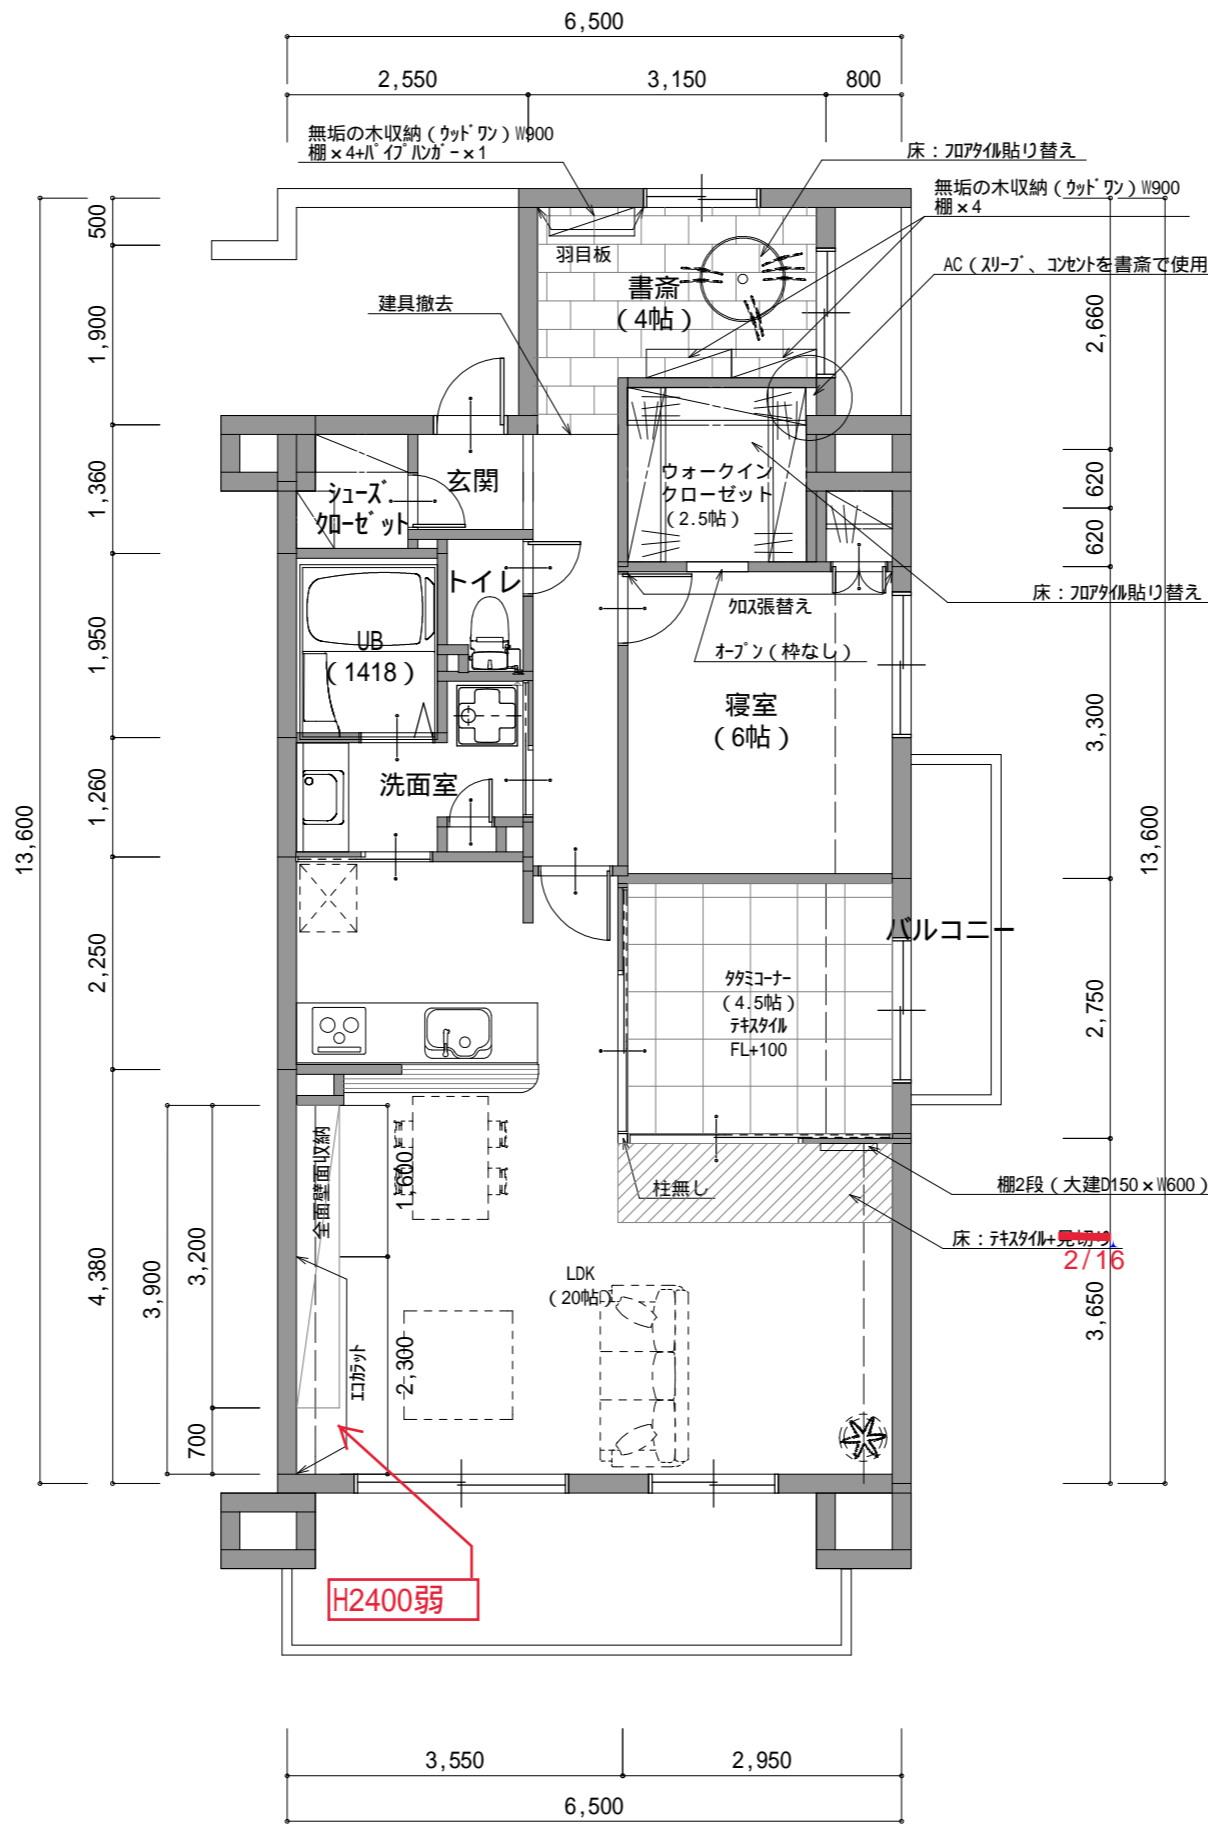 6,500
2,550
3,150
800
無垢の木収納(ウッドワン)W900
棚×4+パイプハンガー×1
床:フロアタイル貼り替え
無垢の木収納(ウッドワン)W900
棚×4
AC(スリーブ、コンセントを書斎で使用
羽目板
書斎
(4帖)
建具撤去
500
1,900
1,360
1,950
1,260
2,250
4,380
13,600
3,900
3,200
700
2,660
620
620
3,300
2,750
3,650
13,600
玄関
シューズ
クローゼット
ウォークイン
クローゼット
(2.5帖)
トイレ
クロス張替え
床:フロアタイル貼り替え
UB
(1418)
オープン(枠なし)
寝室
(6帖)
洗面室
バルコニー
タタミコーナー
(4.5帖)
テキスタイル
FL+100
全面壁面収納
1,600
柱無し
棚2段(大建D150×W600)
床:テキスタイル+見切り
2/16
LDK
(20帖)
エコカラット
2,300
H2400弱
3,550
2,950
6,500